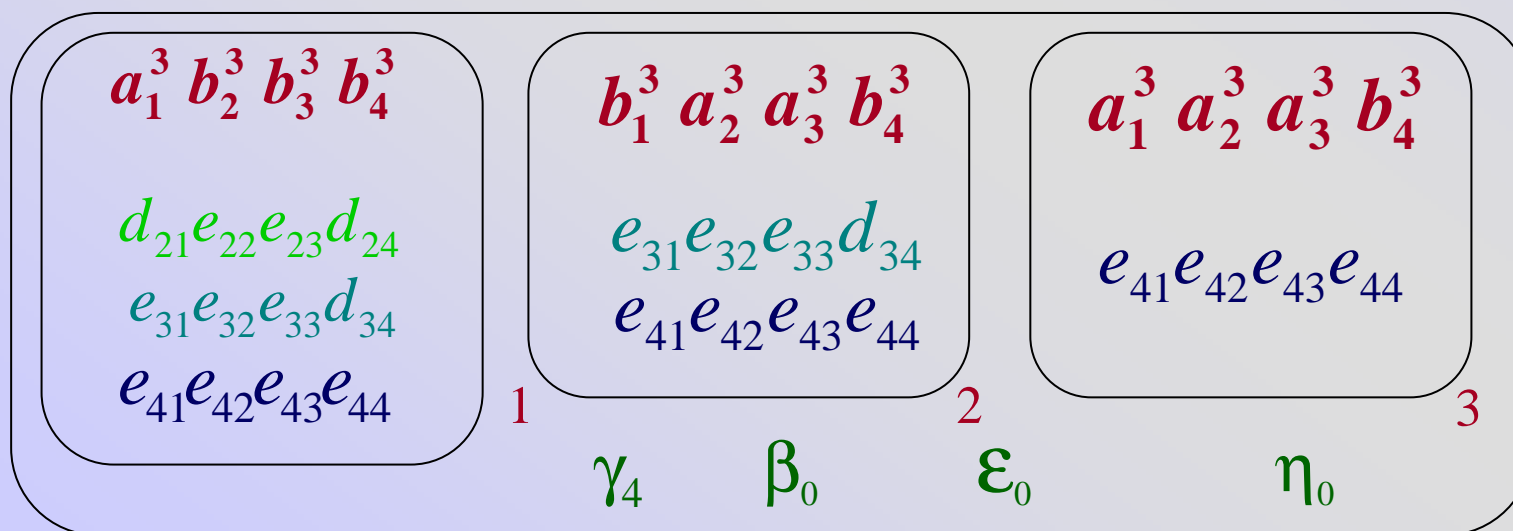 a₁³ b₂³ b₃³ b₄³
d₂₁e₂₂e₂₃d₂₄
e₃₁e₃₂e₃₃d₃₄
e₄₁e₄₂e₄₃e₄₄
1
b₁³ a₂³ a₃³ b₄³
e₃₁e₃₂e₃₃d₃₄
e₄₁e₄₂e₄₃e₄₄
2
a₁³ a₂³ a₃³ b₄³
e₄₁e₄₂e₄₃e₄₄
3
γ₄ β₀ ε₀ η₀